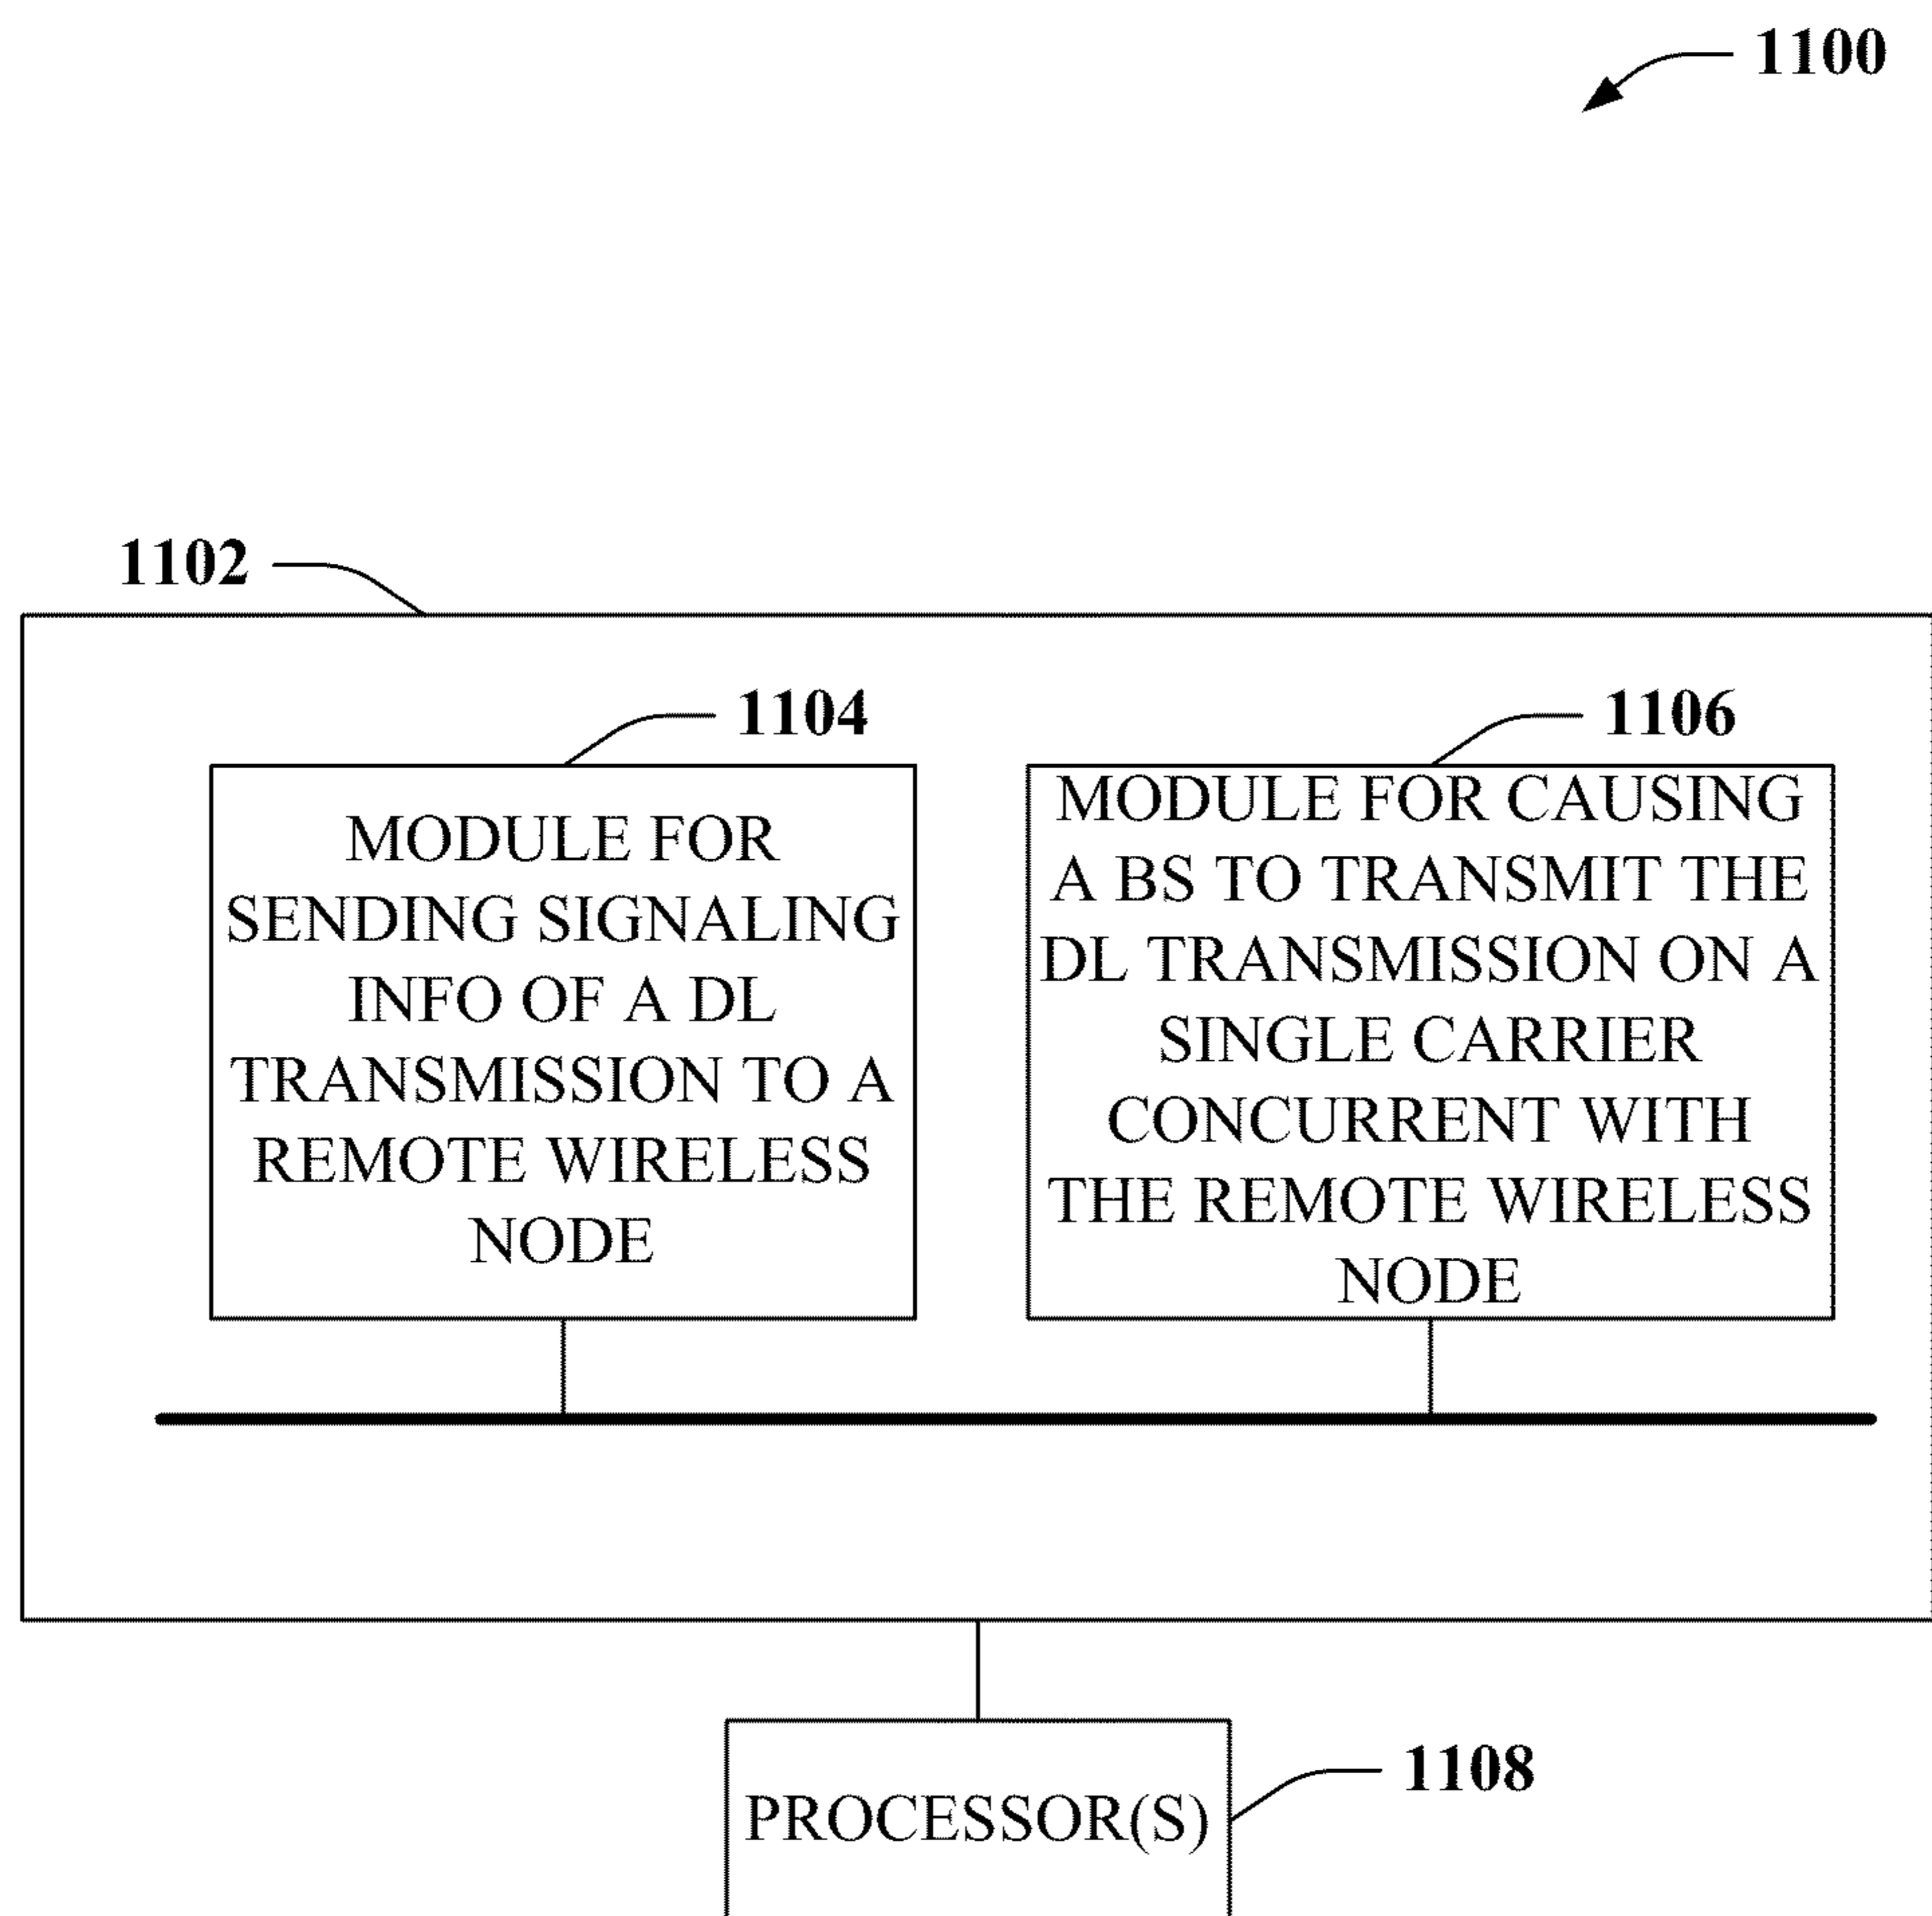 1100
1102
1104
1106
MODULE FOR
SENDING SIGNALING
INFO OF A DL
TRANSMISSION TO A
REMOTE WIRELESS
NODE
MODULE FOR CAUSING
A BS TO TRANSMIT THE
DL TRANSMISSION ON A
SINGLE CARRIER
CONCURRENT WITH
THE REMOTE WIRELESS
NODE
1108
PROCESSOR(S)